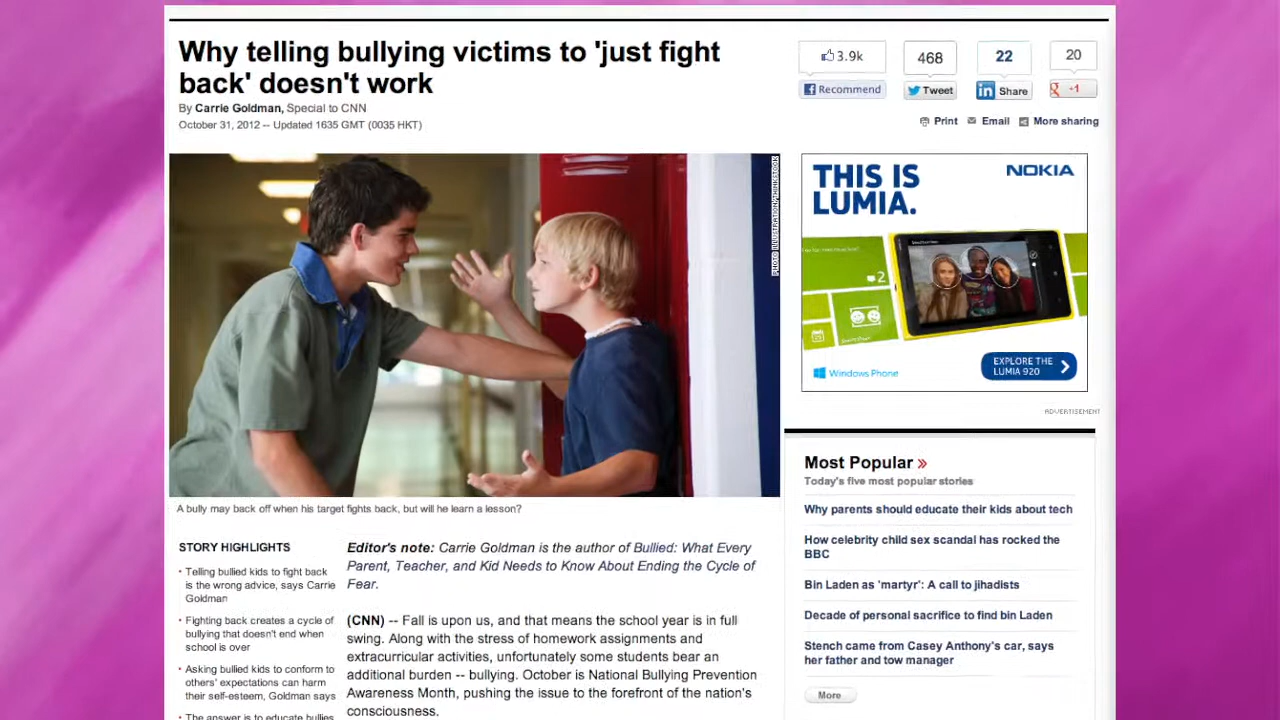 Why telling bullying victims to 'just fight
back' doesn't work
By Carrie Goldman, Special to CNN
October 31, 2012 -- Updated 1635 GMT (0035 HKT)
3.9k
468
22
20
Recommend
Tweet
Share
+1
Print
Email
More sharing
PHOTO ILLUSTRATION/THINKSTOCK
A bully may back off when his target fights back, but will he learn a lesson?
STORY HIGHLIGHTS
• Telling bullied kids to fight back
is the wrong advice, says Carrie
Goldman
• Fighting back creates a cycle of
bullying that doesn't end when
school is over
• Asking bullied kids to conform to
others' expectations can harm
their self-esteem, Goldman says
• The answer is to educate bullies
Editor's note: Carrie Goldman is the author of Bullied: What Every
Parent, Teacher, and Kid Needs to Know About Ending the Cycle of
Fear.
(CNN) -- Fall is upon us, and that means the school year is in full
swing. Along with the stress of homework assignments and
extracurricular activities, unfortunately some students bear an
additional burden -- bullying. October is National Bullying Prevention
Awareness Month, pushing the issue to the forefront of the nation's
consciousness.
THIS IS
LUMIA.
NOKIA
2
Windows Phone
EXPLORE THE
LUMIA 920
ADVERTISEMENT
Most Popular »
Today's five most popular stories
Why parents should educate their kids about tech
How celebrity child sex scandal has rocked the
BBC
Bin Laden as 'martyr': A call to jihadists
Decade of personal sacrifice to find bin Laden
Stench came from Casey Anthony's car, says
her father and tow manager
More